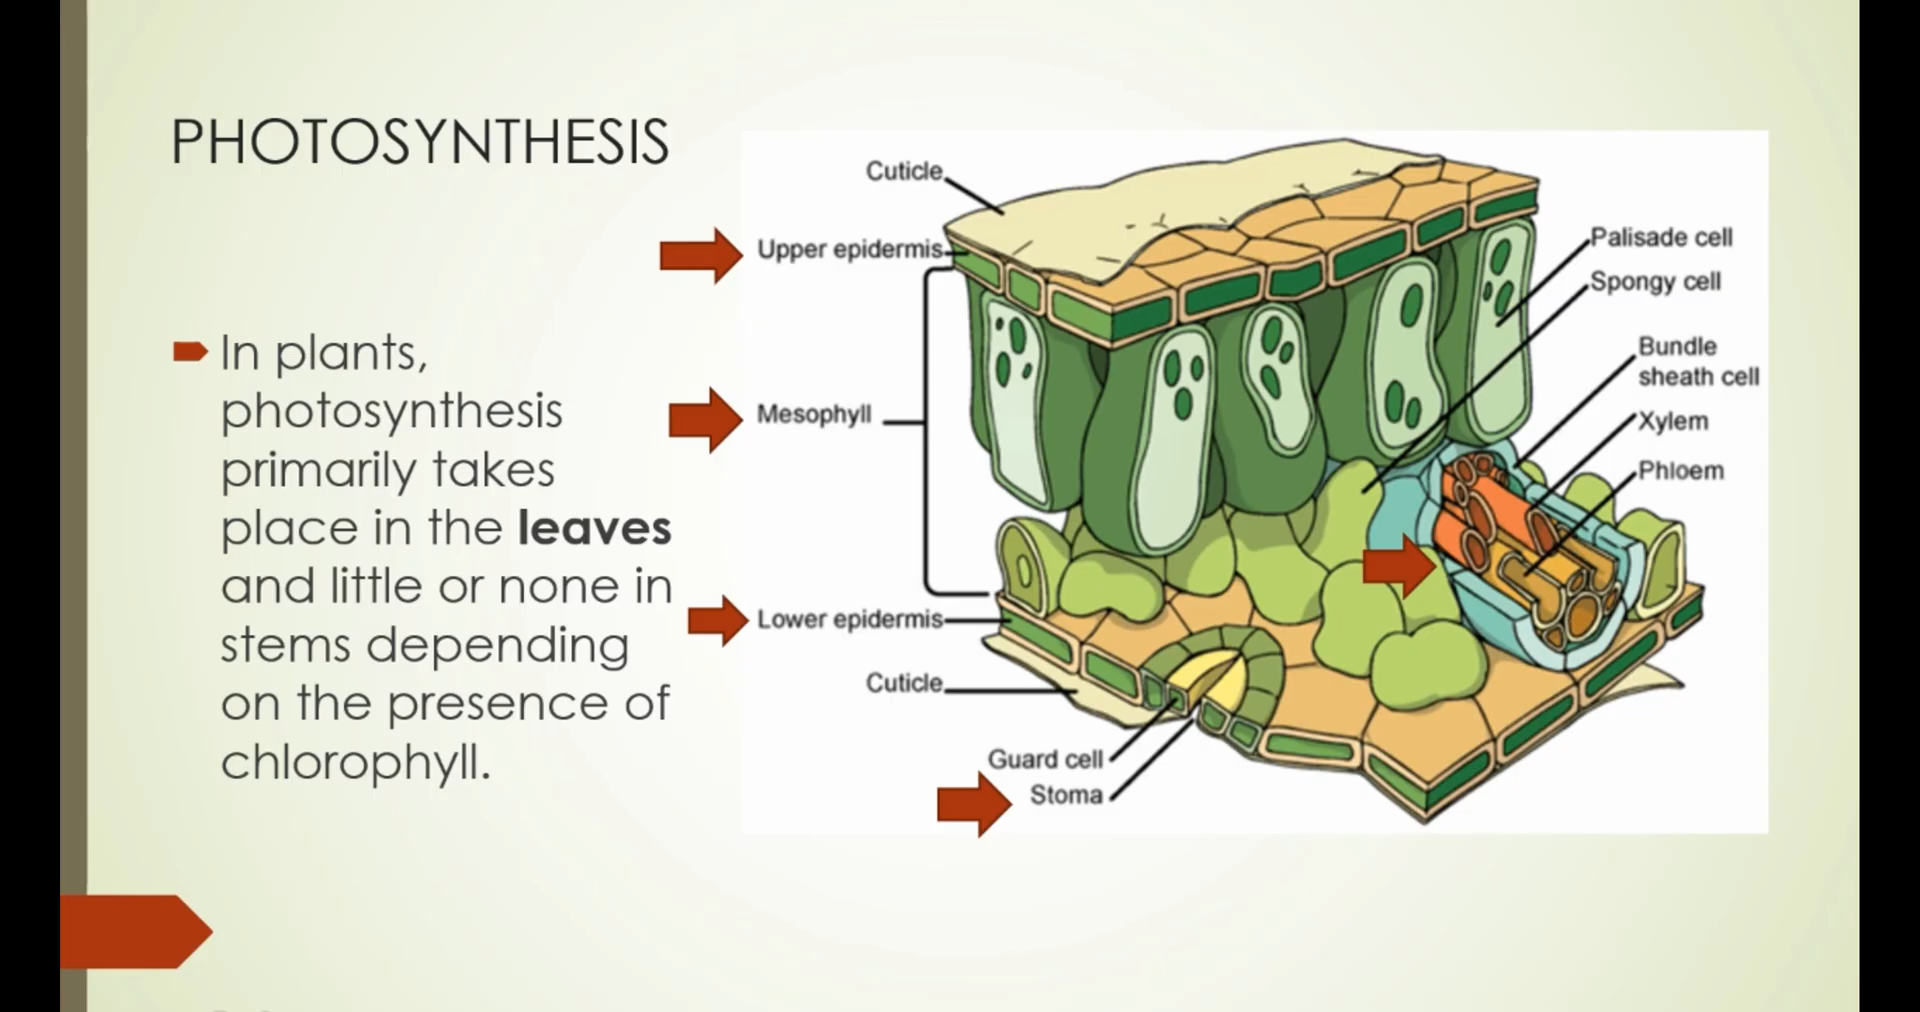 PHOTOSYNTHESIS
In plants,
photosynthesis
primarily takes
place in the leaves
and little or none in
stems depending
on the presence of
chlorophyll.
Cuticle
Upper epidermis
Mesophyll
Lower epidermis
Cuticle
Guard cell
Stoma
Palisade cell
Spongy cell
Bundle
sheath cell
Xylem
Phloem